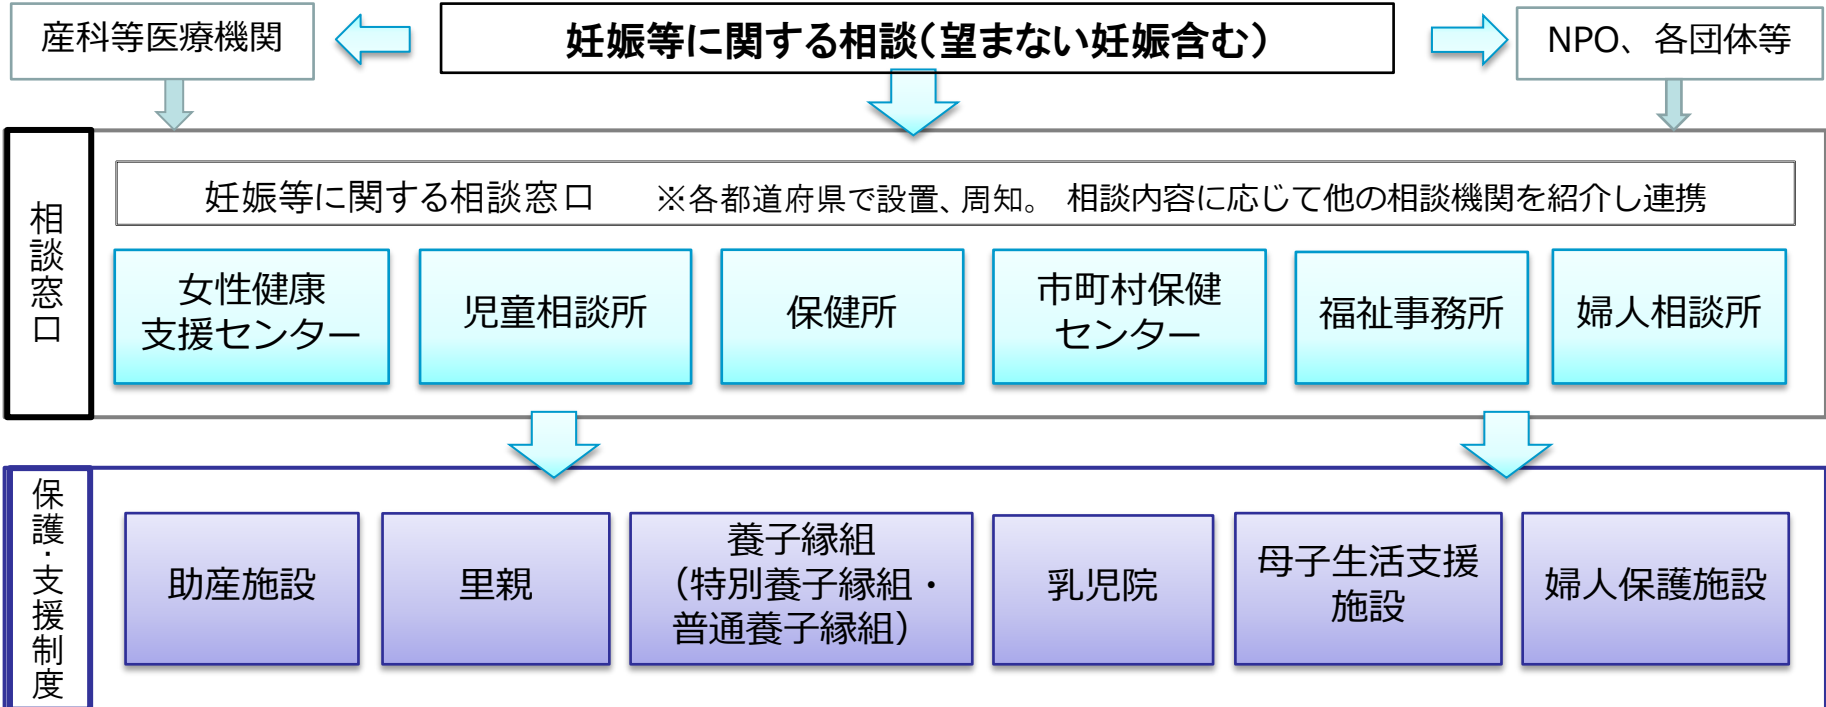 産科等医療機関
妊娠等に関する相談（望まない妊娠含む）
NPO、各団体等
相談窓口
妊娠等に関する相談窓口　※各都道府県で設置、周知。 相談内容に応じて他の相談機関を紹介し連携
女性健康
支援センター
児童相談所
保健所
市町村保健
センター
福祉事務所
婦人相談所
保護・支援制度
助産施設
里親
養子縁組
（特別養子縁組・
普通養子縁組）
乳児院
母子生活支援
施設
婦人保護施設